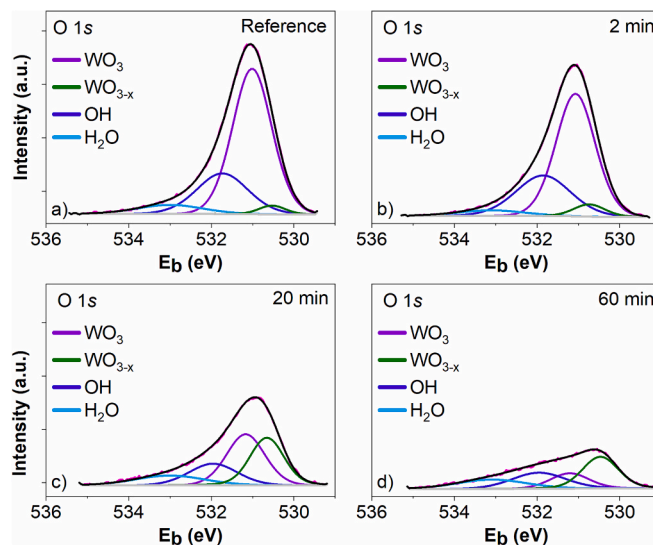 O 1s Reference
WO3
WO3-x
OH
H2O
Intensity (a.u.)
a)
536 534 532 530
Eb (eV)
O 1s 2 min
WO3
WO3-x
OH
H2O
Intensity (a.u.)
b)
536 534 532 530
Eb (eV)
O 1s 20 min
WO3
WO3-x
OH
H2O
Intensity (a.u.)
c)
536 534 532 530
Eb (eV)
O 1s 60 min
WO3
WO3-x
OH
H2O
Intensity (a.u.)
d)
536 534 532 530
Eb (eV)